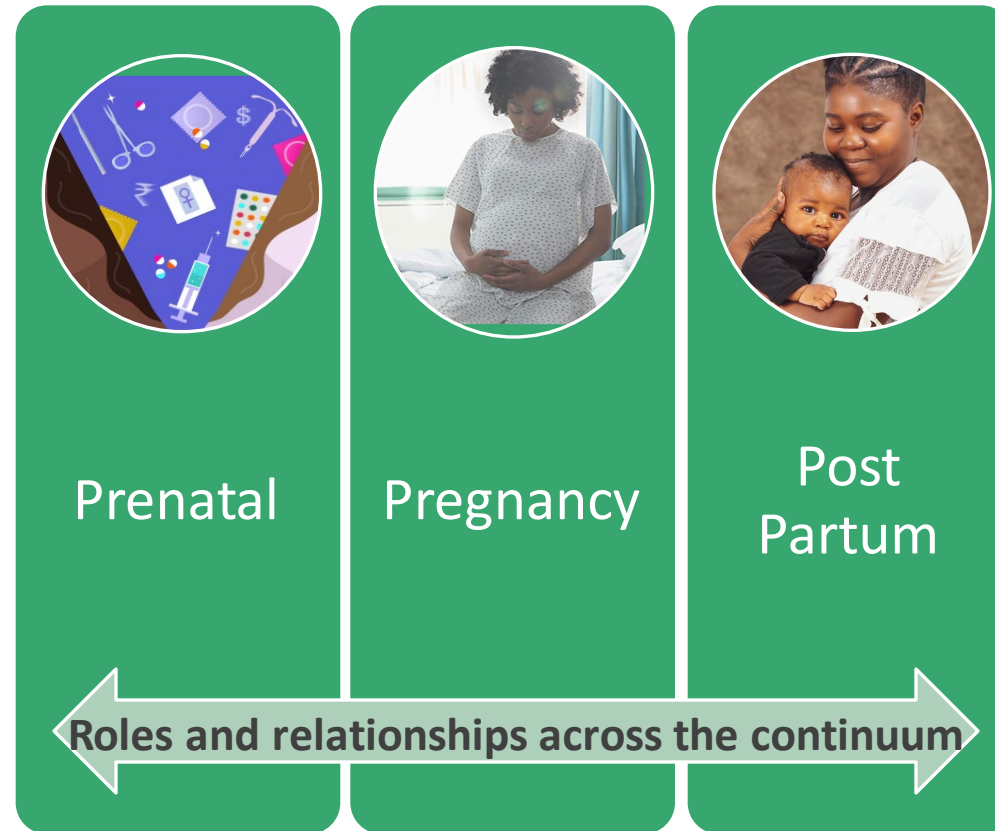 Prenatal
Pregnancy
Post
Partum
Roles and relationships across the continuum